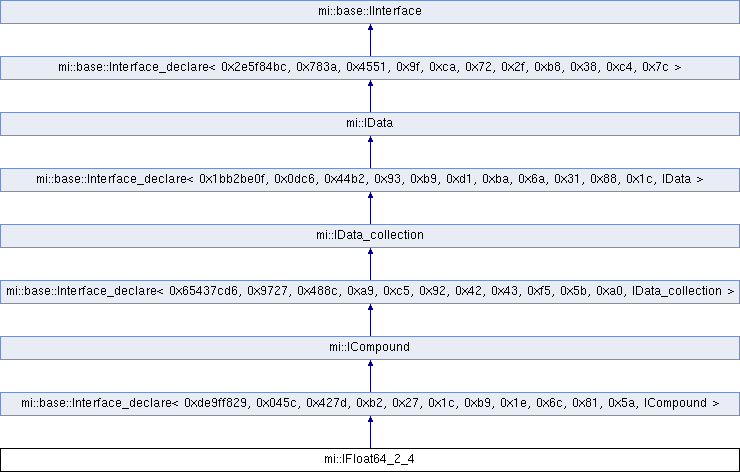 mi::base::IInterface
mi::base::Interface_declare< 0x2e5f84bc, 0x783a, 0x4551, 0x9f, 0xca, 0x72, 0x2f, 0xb8, 0x38, 0xc4, 0x7c >
mi::IData
mi::base::Interface_declare< 0x1bb2be0f, 0x0dc6, 0x44b2, 0x93, 0xb9, 0xd1, 0xba, 0x6a, 0x31, 0x88, 0x1c, IData >
mi::IData_collection
mi::base::Interface_declare< 0x65437cd6, 0x9727, 0x488c, 0xa9, 0xc5, 0x92, 0x42, 0x43, 0xf5, 0x5b, 0xa0, IData_collection >
mi::ICompound
mi::base::Interface_declare< 0xde9ff829, 0x045c, 0x427d, 0xb2, 0x27, 0x1c, 0xb9, 0x1e, 0x6c, 0x81, 0x5a, ICompound >
mi::IFloat64_2_4